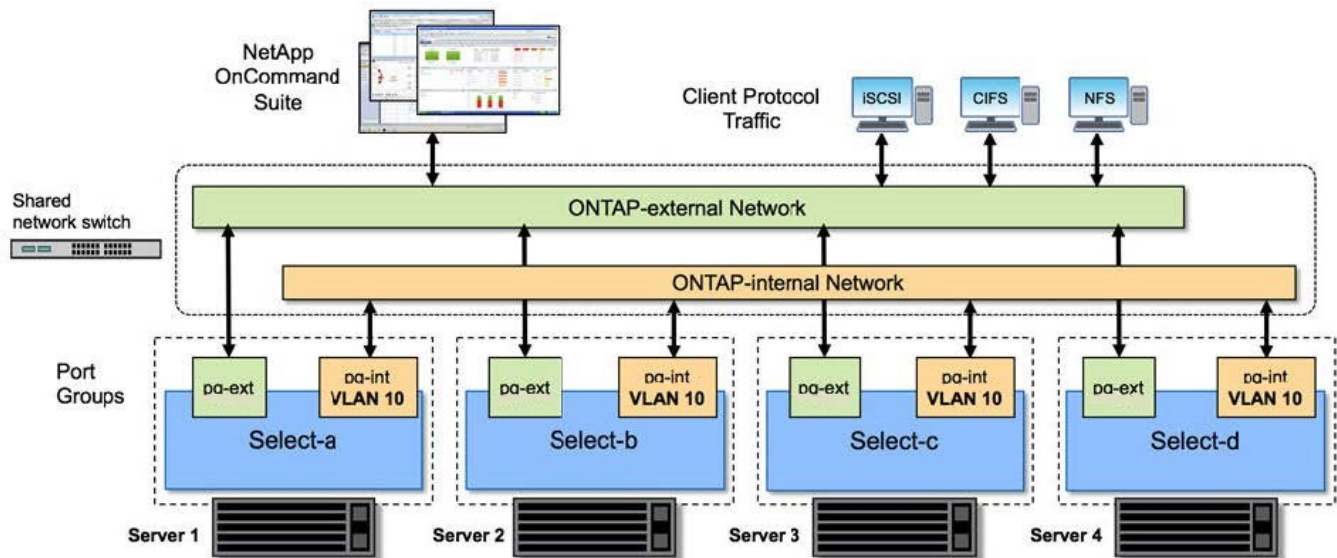 NetApp
OnCommand
Suite
Client Protocol
Traffic
iSCSI
CIFS
NFS
Shared
network switch
ONTAP-external Network
ONTAP-internal Network
Port
Groups
pg-ext
pg-int
VLAN 10
Select-a
pg-ext
pg-int
VLAN 10
Select-b
pg-ext
pg-int
VLAN 10
Select-c
pg-ext
pg-int
VLAN 10
Select-d
Server 1
Server 2
Server 3
Server 4